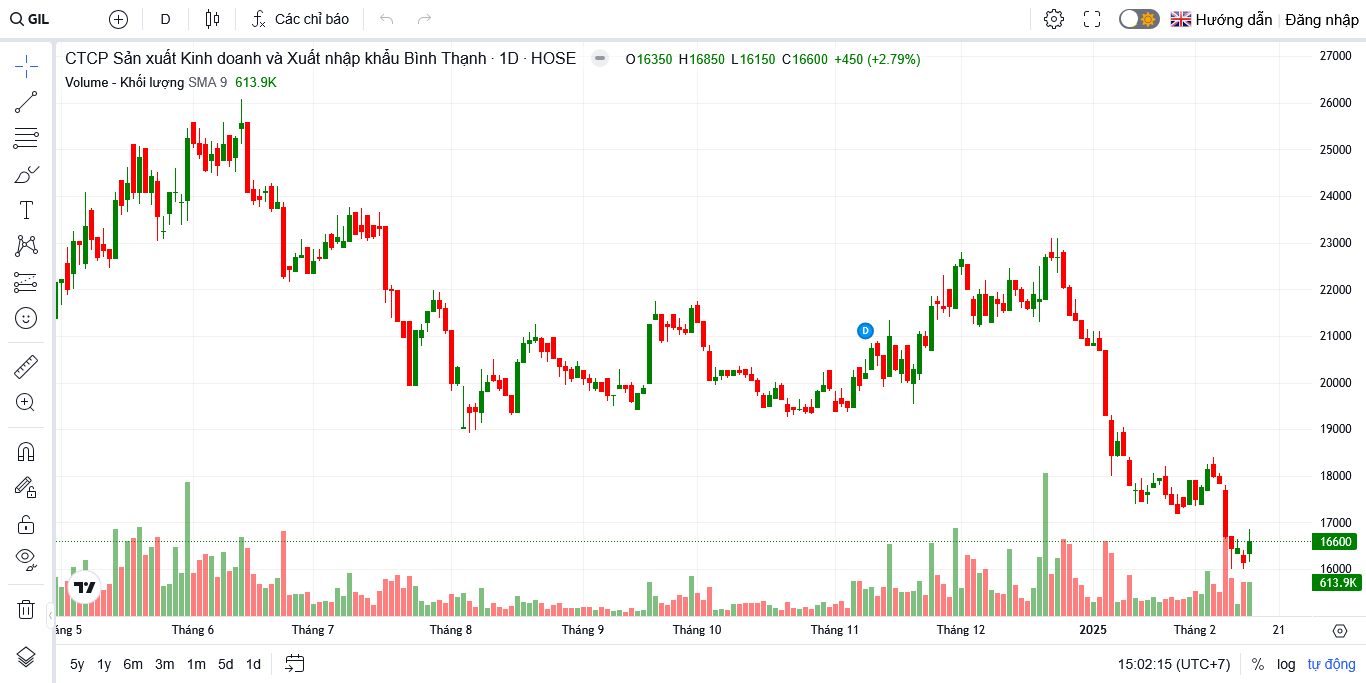 GIL D Các chỉ báo Hướng dẫn Đăng nhập
CTCP Sản xuất Kinh doanh và Xuất nhập khẩu Bình Thạnh · 1D · HOSE O16350 H16850 L16150 C16600 +450 (+2.79%)
Volume - Khối lượng SMA 9 613.9K
27000
26000
25000
24000
23000
22000
21000
20000
19000
18000
17000
16600
16000
613.9K
D
áng 5 Tháng 6 Tháng 7 Tháng 8 Tháng 9 Tháng 10 Tháng 11 Tháng 12 2025 Tháng 2 21
5y 1y 6m 3m 1m 5d 1d 15:02:15 (UTC+7) % log tự động